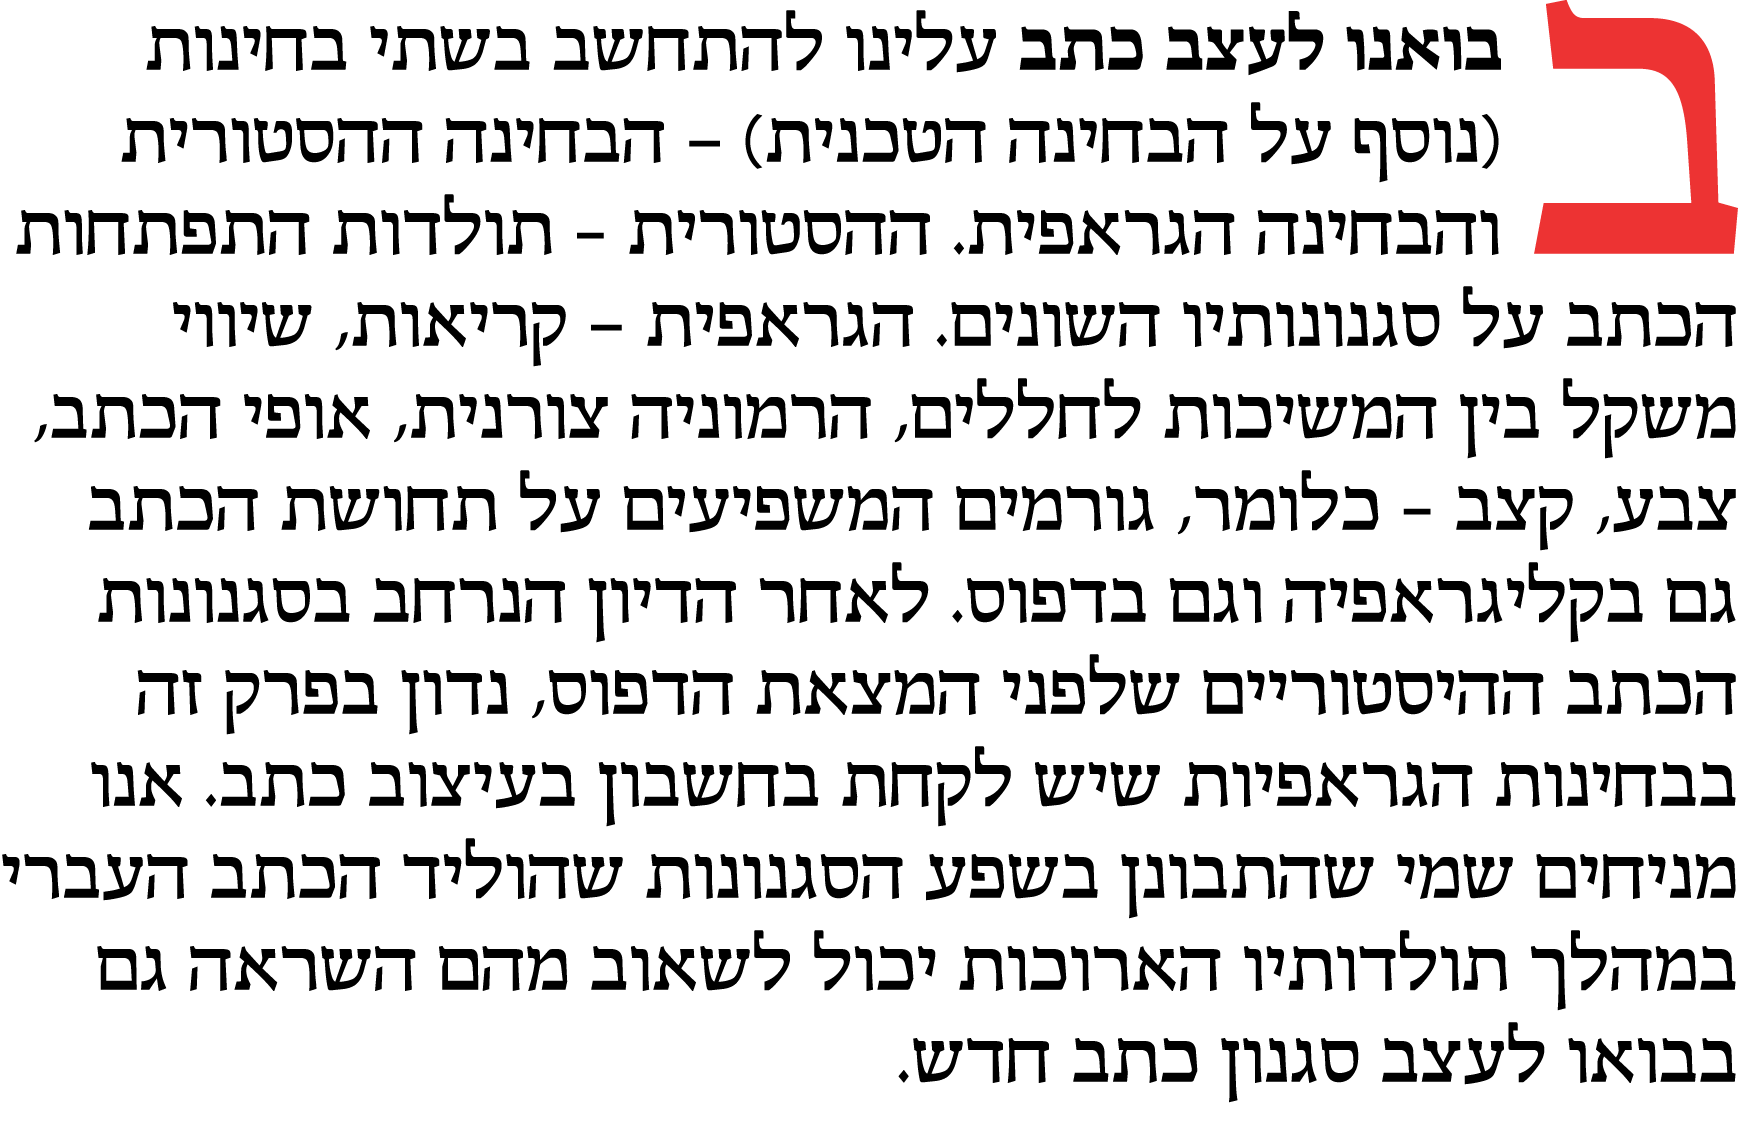 בבואנו לעצב כתב עלינו להתחשב בשתי בחינות
(נוסף על הבחינה הטכנית) – הבחינה ההסטורית
והבחינה הגראפית. ההסטורית – תולדות התפתחות
הכתב על סגנונותיו השונים. הגראפית – קריאות, שיווי
משקל בין המשיכות לחללים, הרמוניה צורנית, אופי הכתב,
צבע, קצב – כלומר, גורמים המשפיעים על תחושת הכתב
גם בקליגראפיה וגם בדפוס. לאחר הדיון הנרחב בסגנונות
הכתב ההיסטוריים שלפני המצאת הדפוס, נדון בפרק זה
בבחינות הגראפיות שיש לקחת בחשבון בעיצוב כתב. אנו
מניחים שמי שהתבונן בשפע הסגנונות שהוליד הכתב העברי
במהלך תולדותיו הארוכות יכול לשאוב מהם השראה גם
בבואו לעצב סגנון כתב חדש.